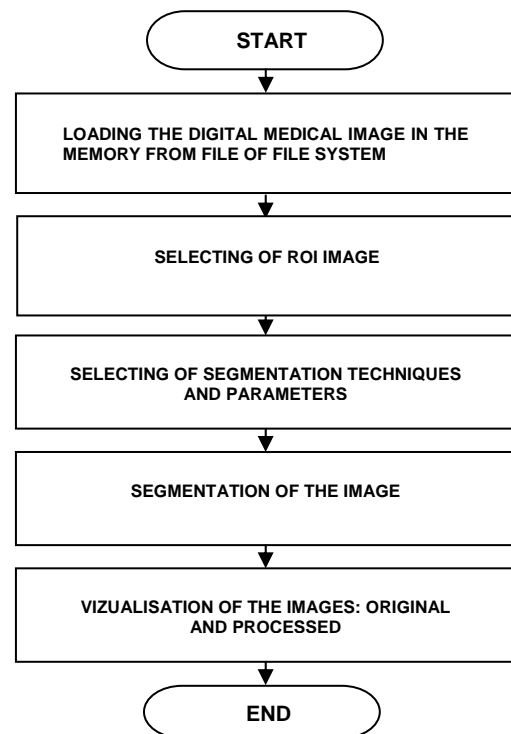 START
LOADING THE DIGITAL MEDICAL IMAGE IN THE
MEMORY FROM FILE OF FILE SYSTEM
SELECTING OF ROI IMAGE
SELECTING OF SEGMENTATION TECHNIQUES
AND PARAMETERS
SEGMENTATION OF THE IMAGE
VIZUALISATION OF THE IMAGES: ORIGINAL
AND PROCESSED
END